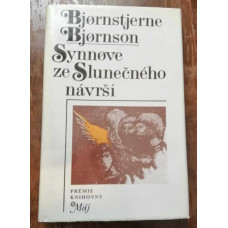 Bjørnstjerne
Bjørnson
Synnøve
ze Slunečného
návrší
PRÉMIE
KNIHOVNY
Máj